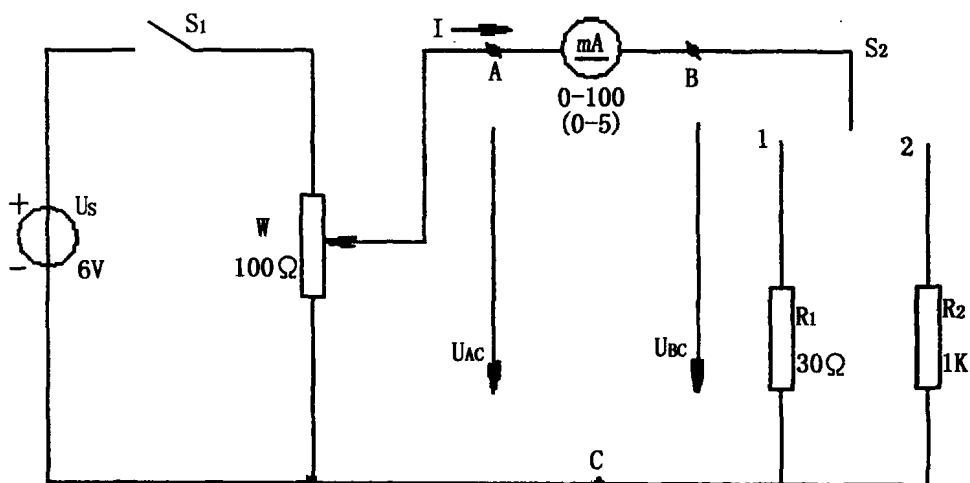 S1
I
mA
S2
A
B
0-100
(0-5)
1
2
+
Us
-
6V
W
100Ω
UAC
UBC
R1
30Ω
R2
1K
C